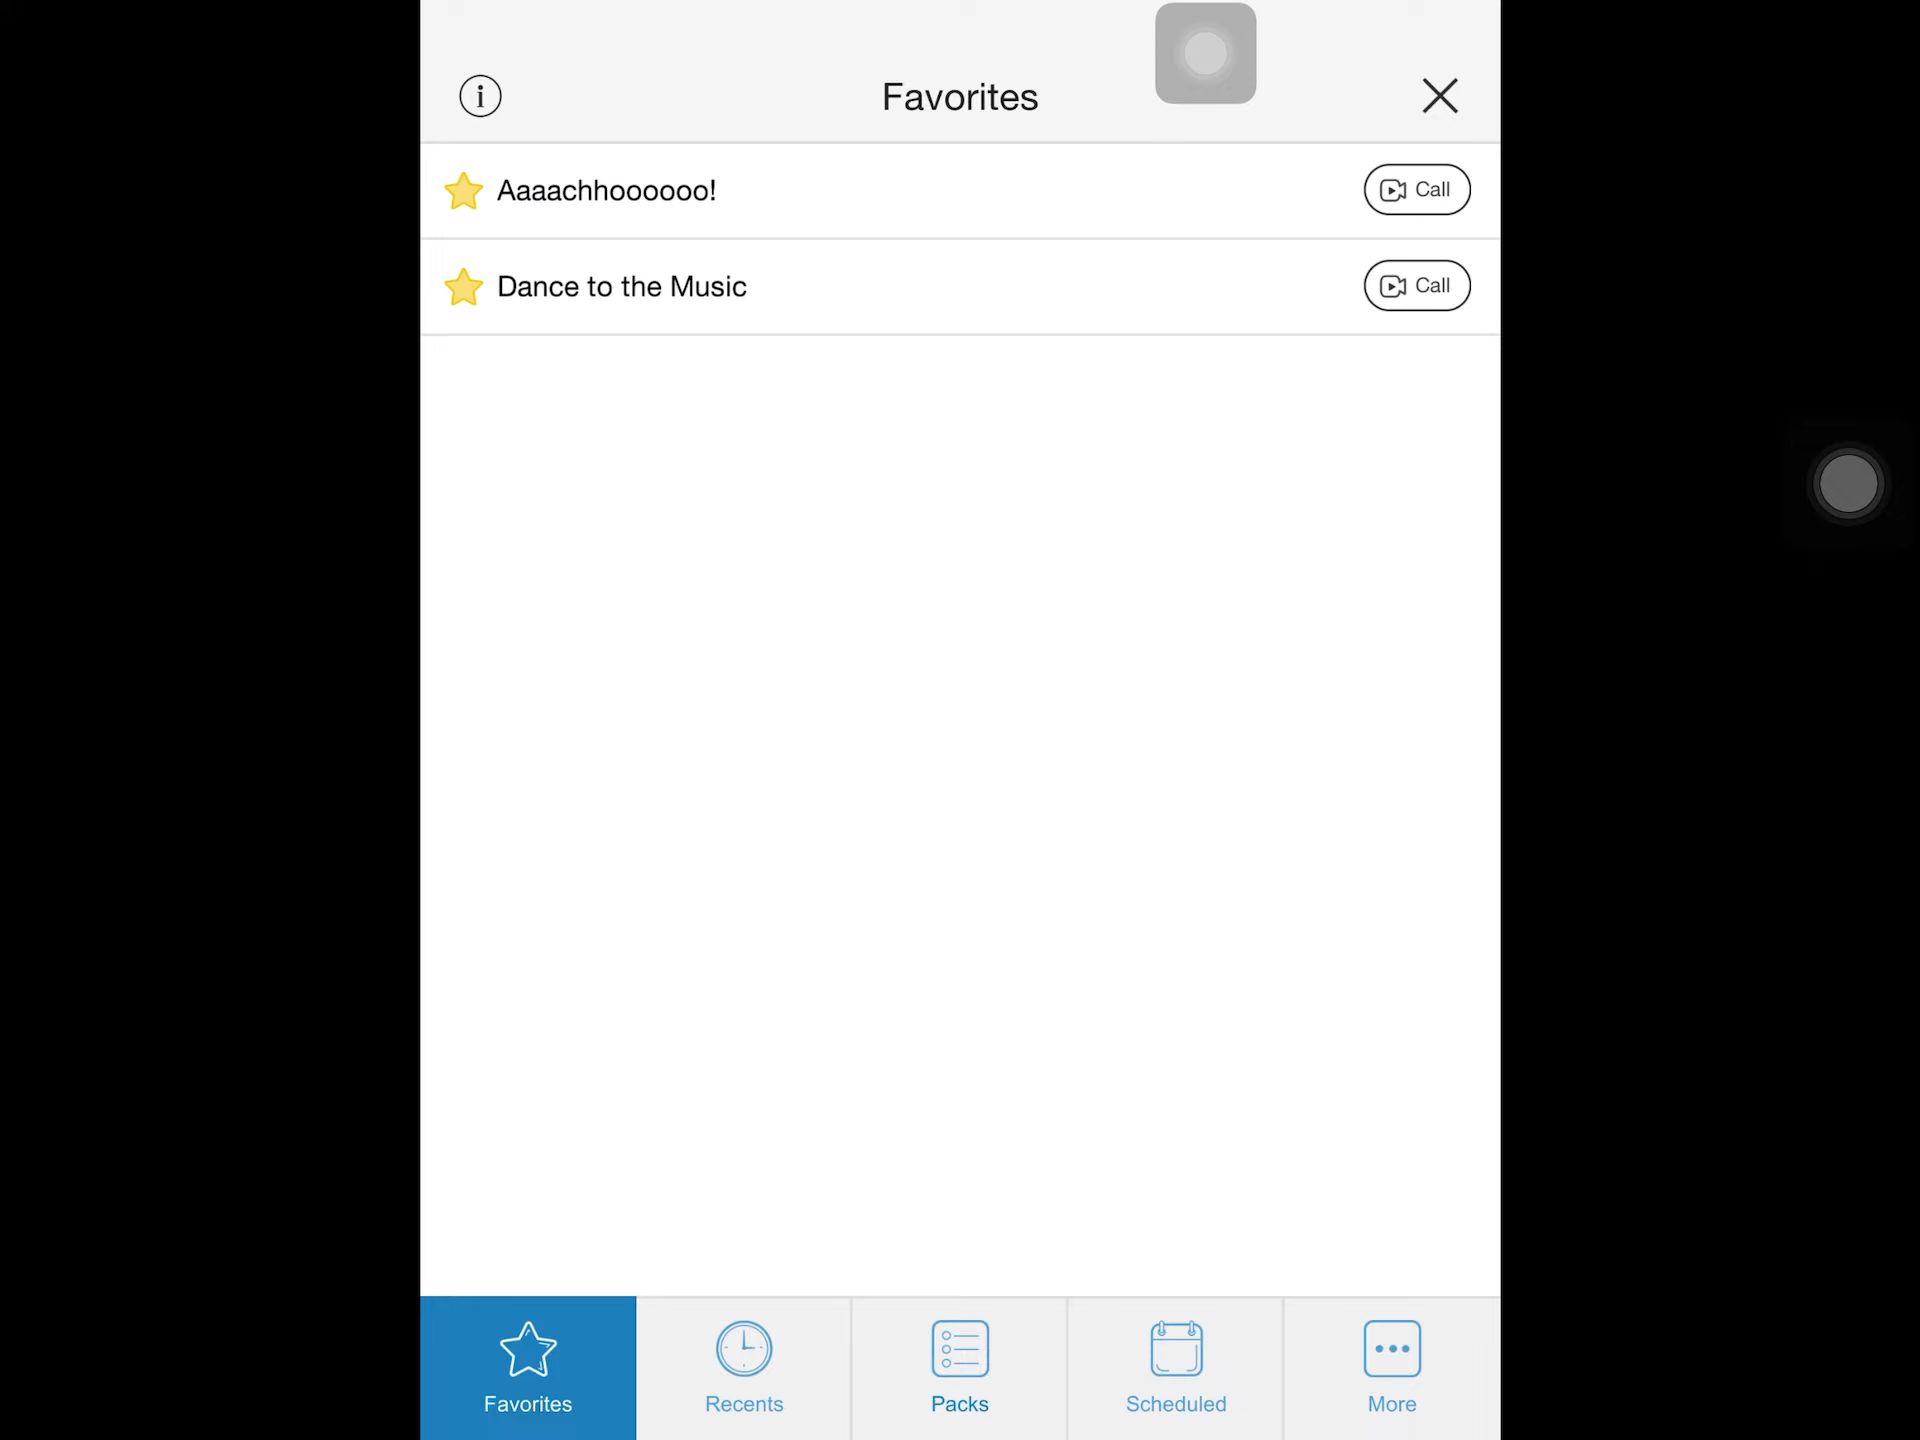 Favorites
Aaaachhoooooo!
Call
Dance to the Music
Call
Favorites
Recents
Packs
Scheduled
More